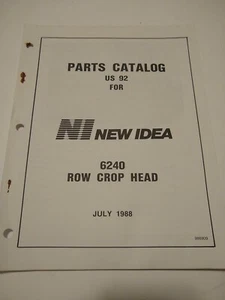 PARTS CATALOG
US 92
FOR
NI NEW IDEA
6240
ROW CROP HEAD
JULY 1988